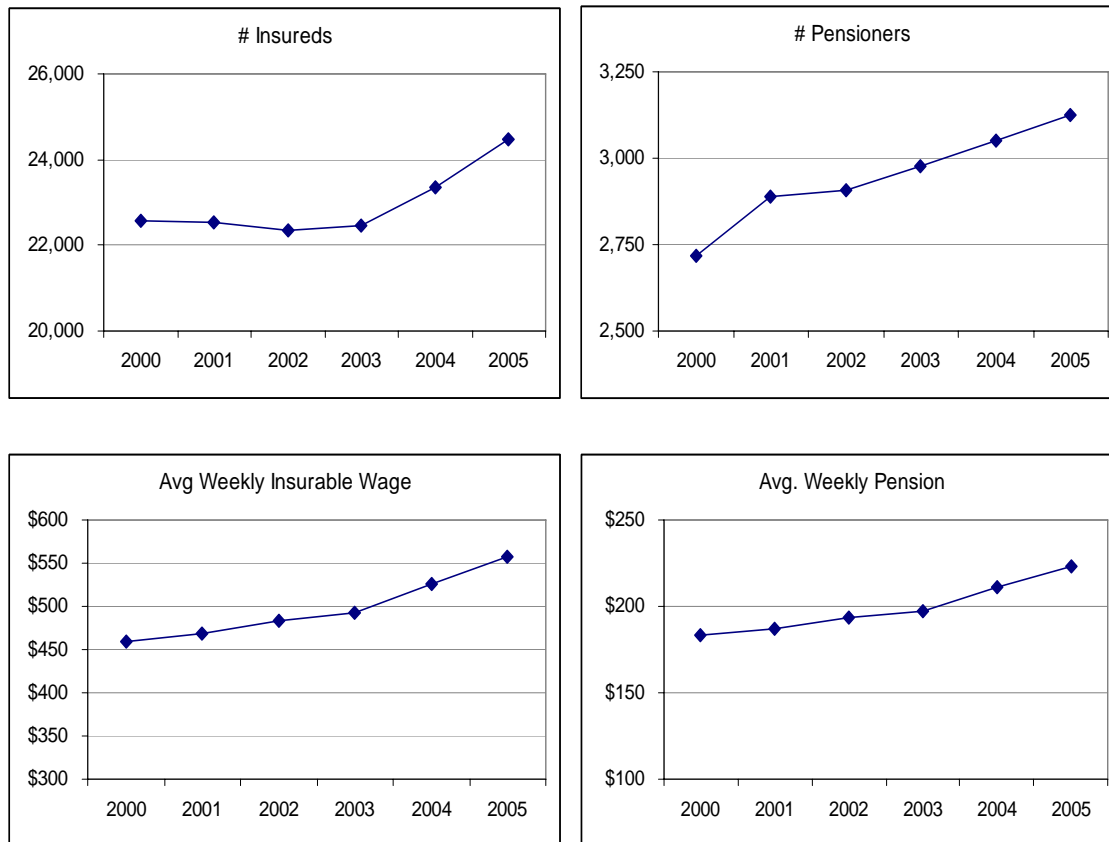 # Insureds
26,000
24,000
22,000
20,000
2000 2001 2002 2003 2004 2005
# Pensioners
3,250
3,000
2,750
2,500
2000 2001 2002 2003 2004 2005
Avg Weekly Insurable Wage
$600
$550
$500
$450
$400
$350
$300
2000 2001 2002 2003 2004 2005
Avg. Weekly Pension
$250
$200
$150
$100
2000 2001 2002 2003 2004 2005